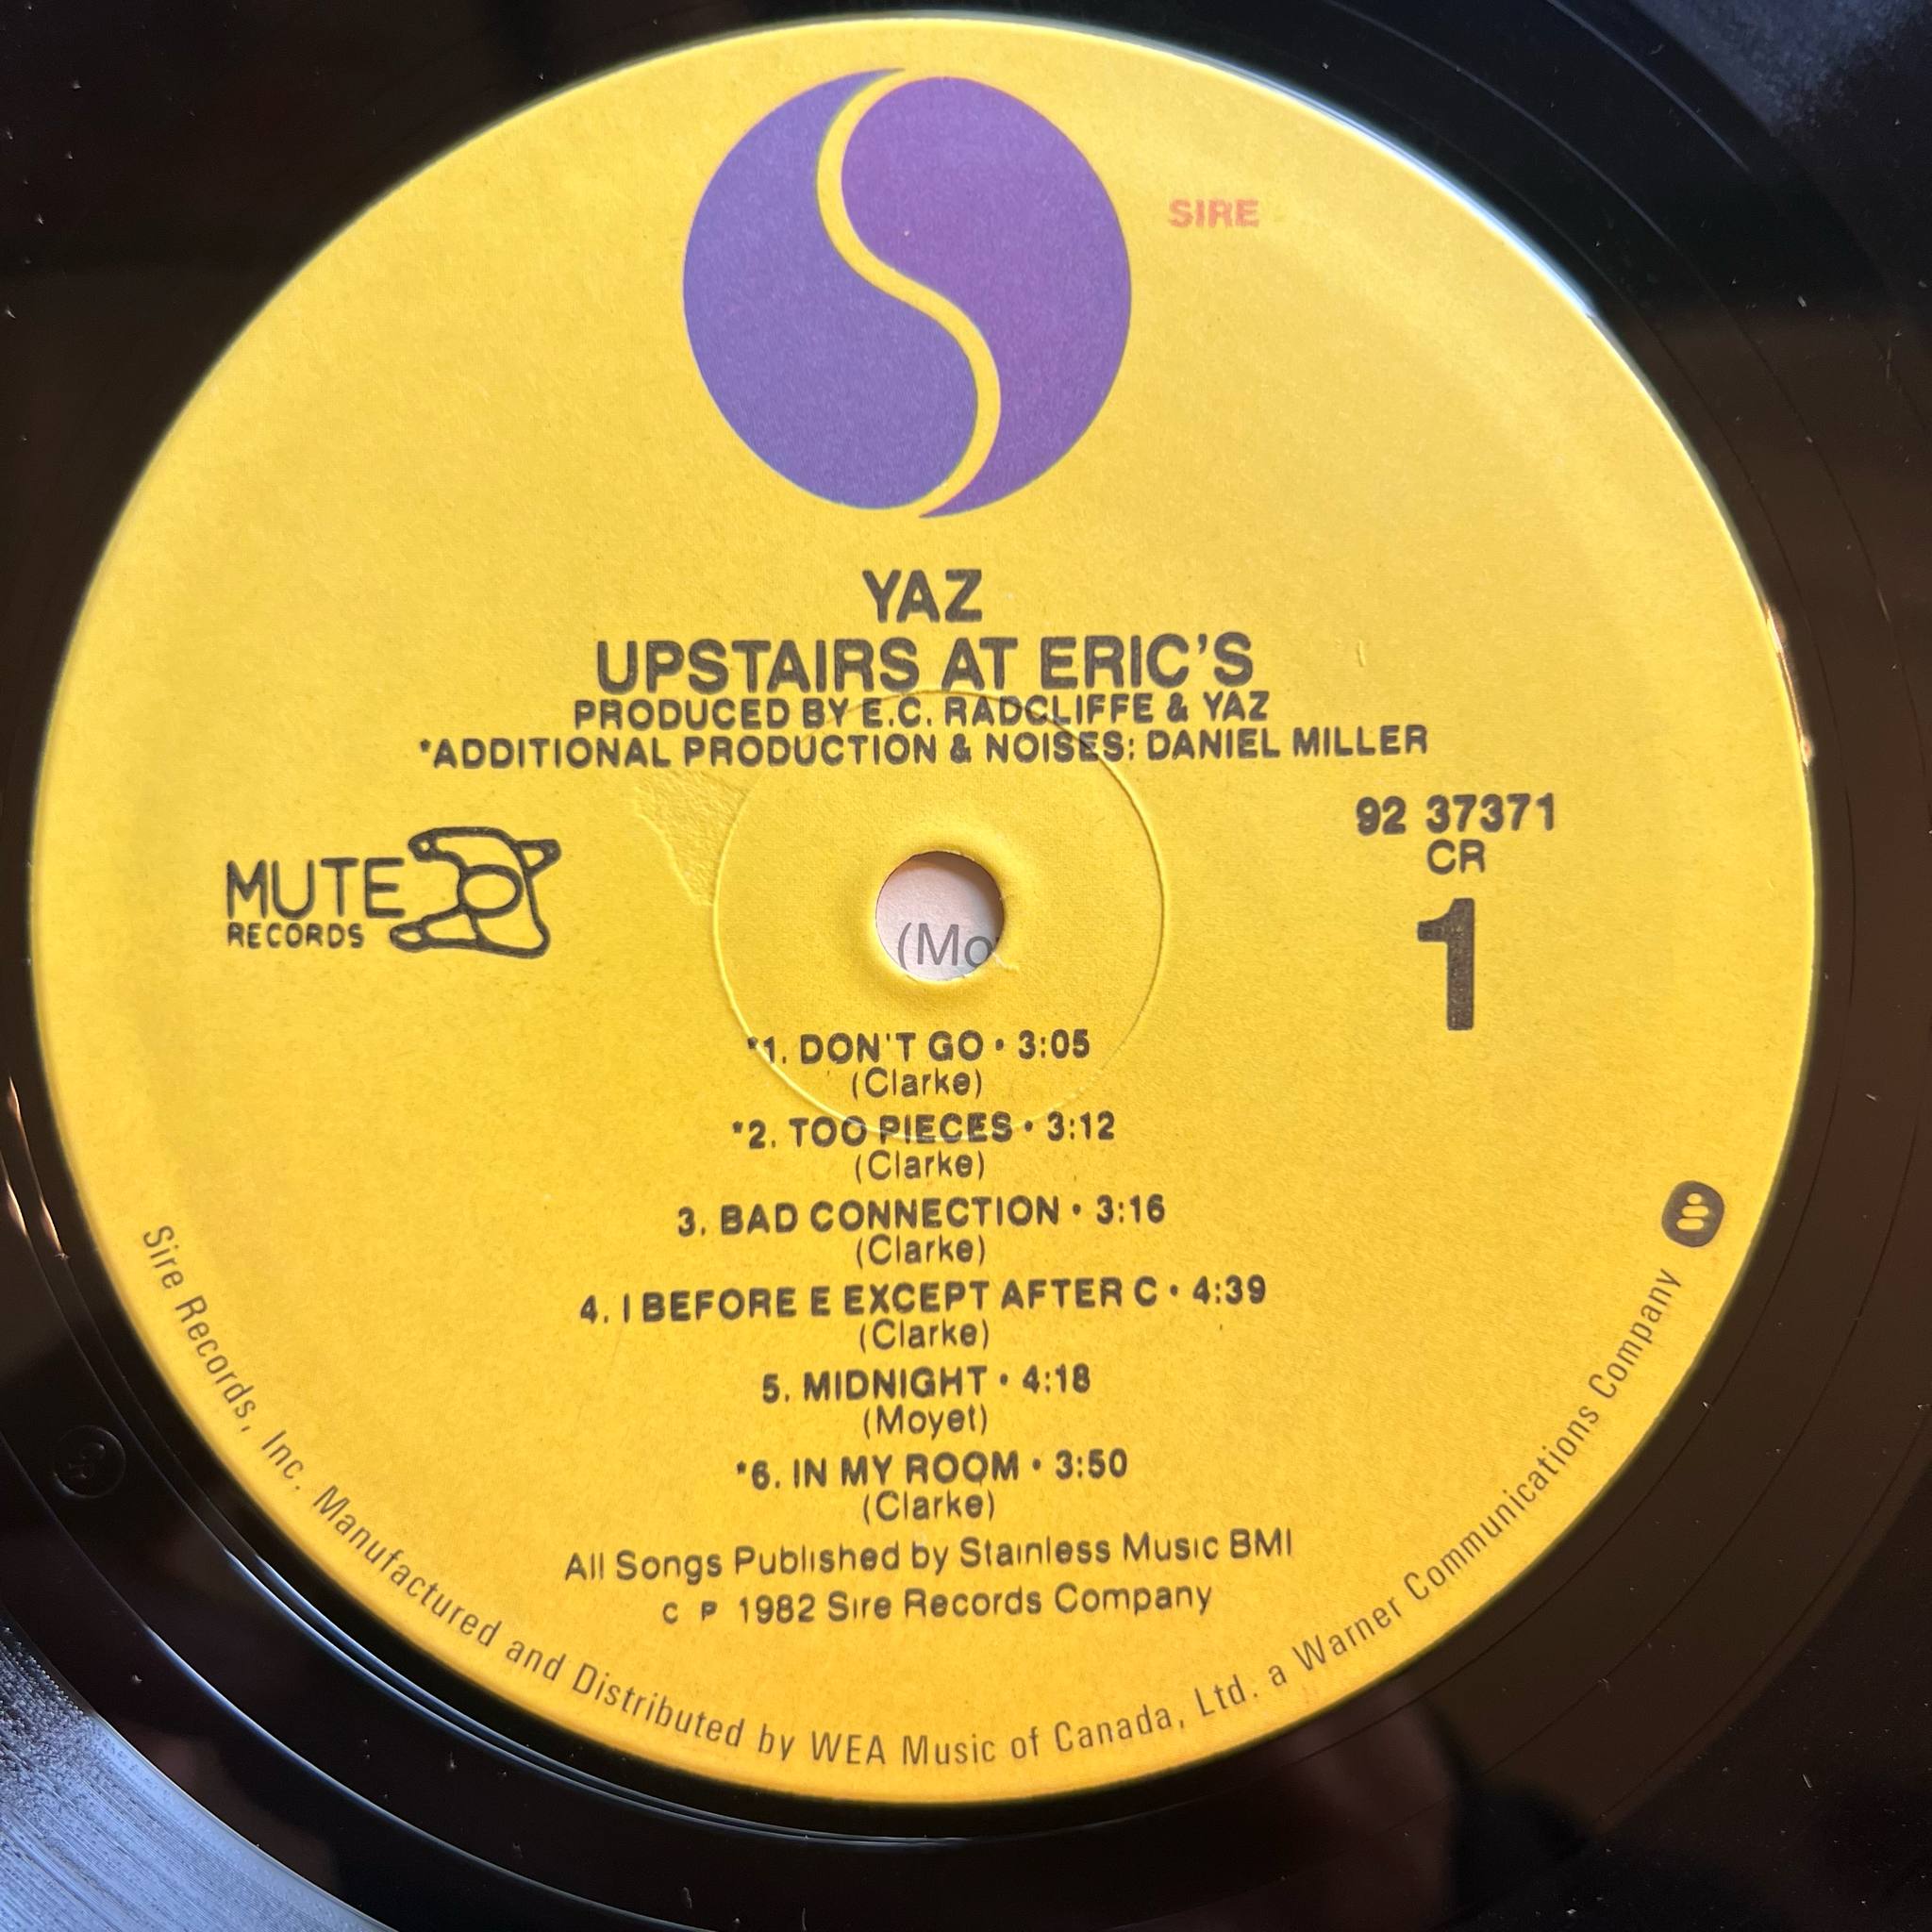 SIRE
YAZ
UPSTAIRS AT ERIC'S
PRODUCED BY E.C. RADCLIFFE & YAZ
*ADDITIONAL PRODUCTION & NOISES: DANIEL MILLER
MUTE
RECORDS
92 37371
CR
1
(Mo
*1. DON'T GO • 3:05
(Clarke)
*2. TOO PIECES • 3:12
(Clarke)
3. BAD CONNECTION • 3:16
(Clarke)
4. I BEFORE E EXCEPT AFTER C • 4:39
(Clarke)
5. MIDNIGHT • 4:18
(Moyet)
*6. IN MY ROOM • 3:50
(Clarke)
All Songs Published by Stainless Music BMI
C P 1982 Sire Records Company
Sire Records, Inc. Manufactured and Distributed by WEA Music of Canada, Ltd. a Warner Communications Company